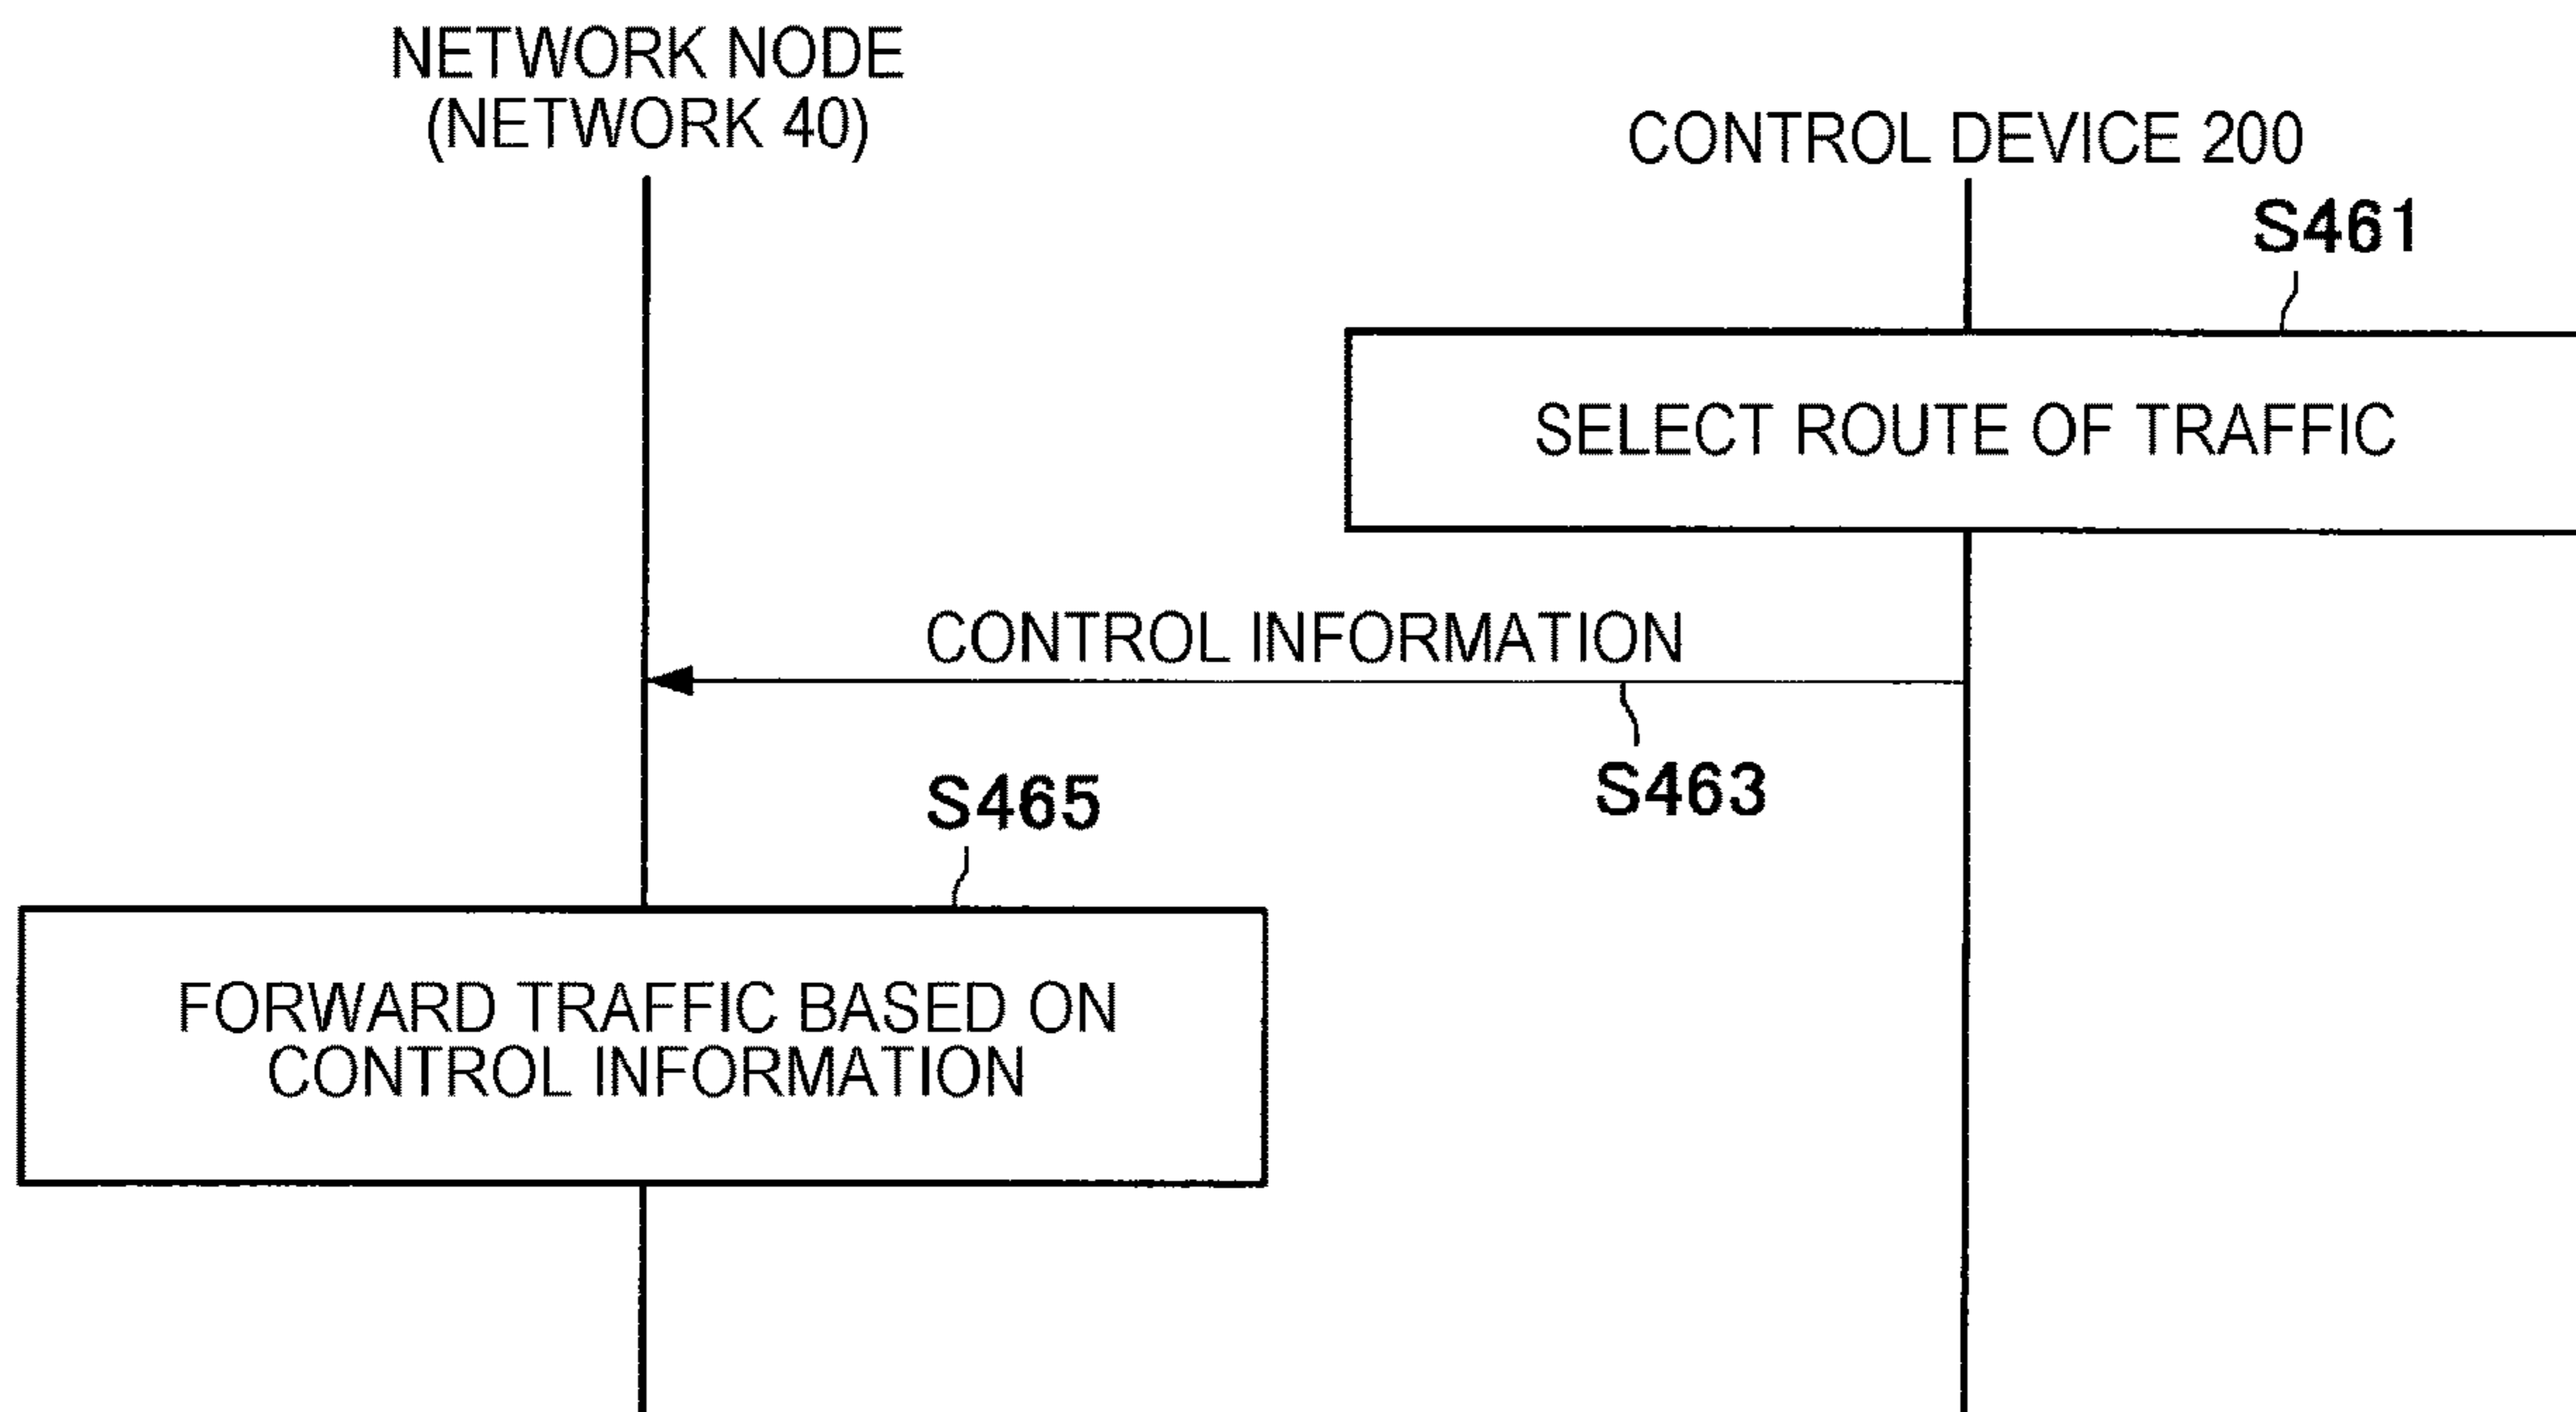 NETWORK NODE
(NETWORK 40)
CONTROL DEVICE 200
S461
SELECT ROUTE OF TRAFFIC
CONTROL INFORMATION
S463
S465
FORWARD TRAFFIC BASED ON
CONTROL INFORMATION